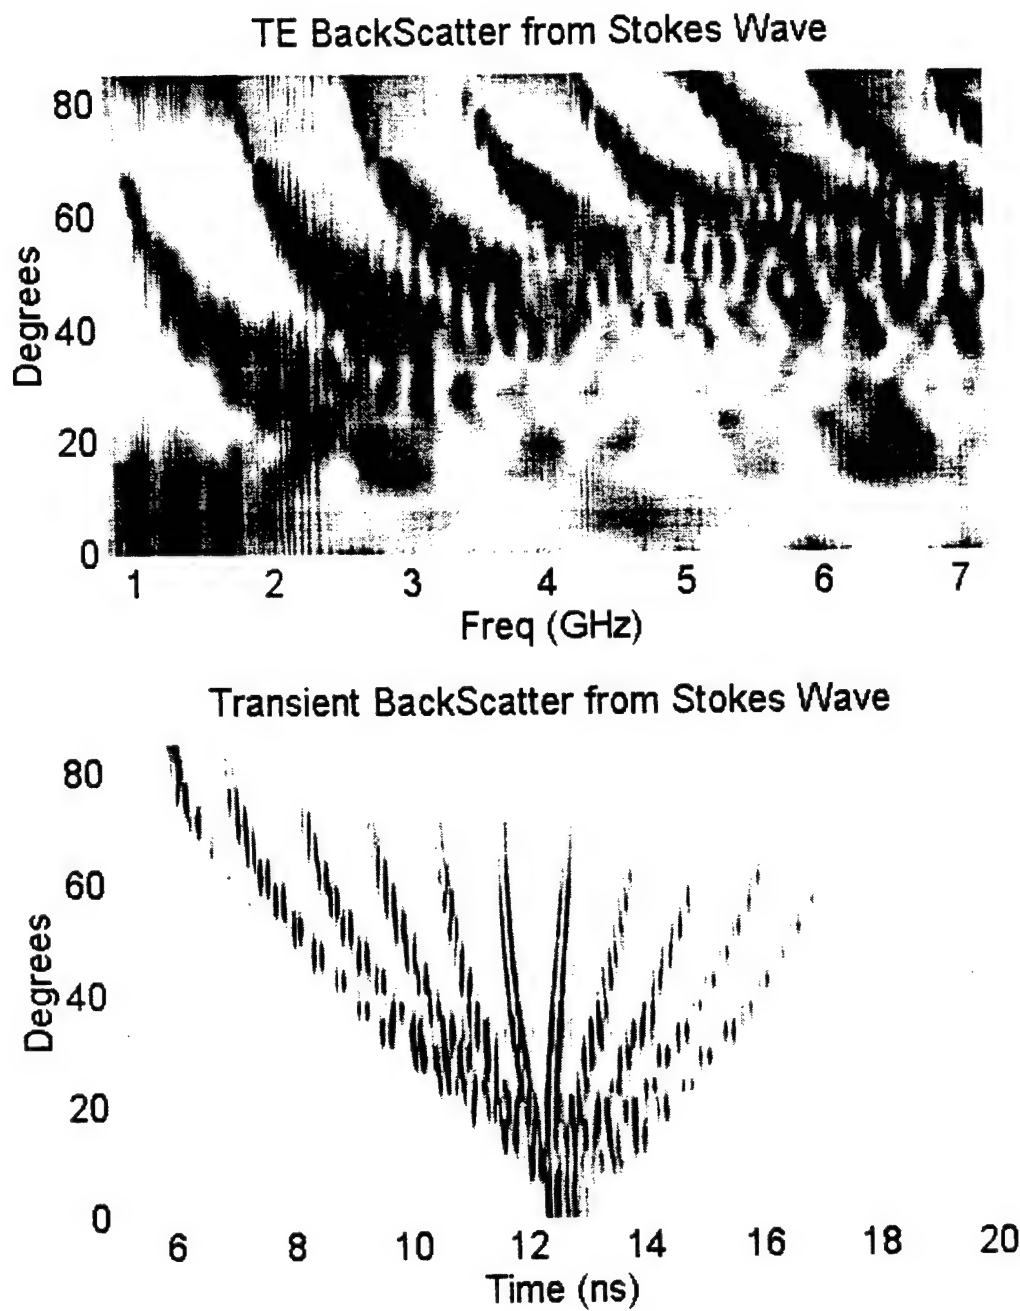 TE BackScatter from Stokes Wave
80
60
40
20
0
Degrees
1 2 3 4 5 6 7
Freq (GHz)
Transient BackScatter from Stokes Wave
80
60
40
20
0
Degrees
6 8 10 12 14 16 18 20
Time (ns)